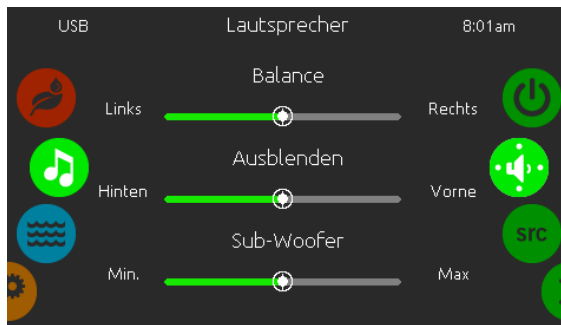 USB Lautsprecher 8:01am
Balance
Links Rechts
Ausblenden
Hinten Vorne
Sub-Woofer
src
Min. Max